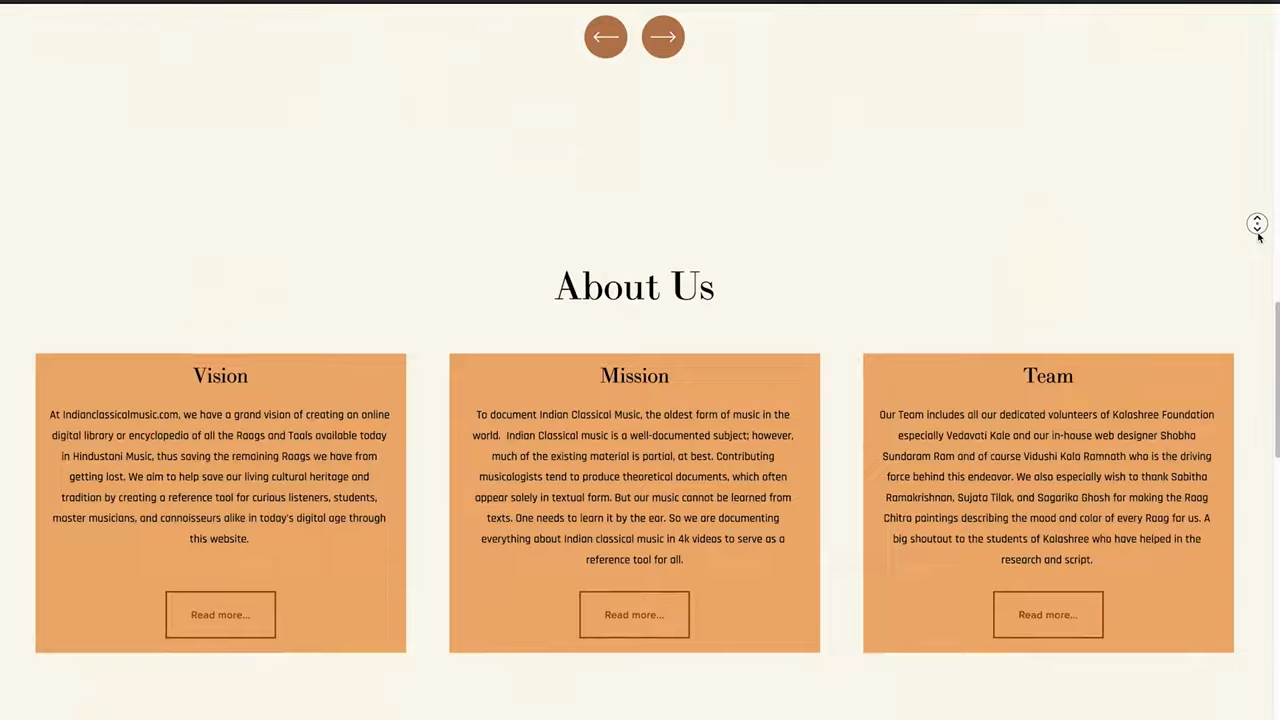 About Us
Vision
At Indianclassicalmusic.com, we have a grand vision of creating an online
digital library or encyclopedia of all the Raags and Taals available today
in Hindustani Music, thus saving the remaining Raags we have from
getting lost. We aim to help save our living cultural heritage and
tradition by creating a reference tool for curious listeners, students,
master musicians, and cannoisseurs alike in today's digital age through
this website.
Read more...
Mission
To document Indian Classical Music, the oldest form of music in the
world. Indian Classical music is a well-documented subject; however,
much of the existing material is partial, at best. Contributing
musicologists tend to produce theoretical documents, which often
appear solely in textual form. But our music cannot be learned from
texts. One needs to learn it by the ear. So we are documenting
everything about Indian classical music in 4k videos to serve as a
reference tool for all.
Read more...
Team
Our Team includes all our dedicated volunteers of Kalashree Foundation
especially Vedavati Kale and our in-house web designer Shobha
Sundaram Ram and of course Vidushi Kala Ramnath who is the driving
force behind this endeavor. We also especially wish to thank Sabitha
Ramakrishnan, Sujata Tilak, and Sagarika Ghosh for making the Raag
Chitra paintings describing the mood and color of every Raag for us. A
big shoutout to the students of Kalashree who have helped in the
research and script.
Read more...